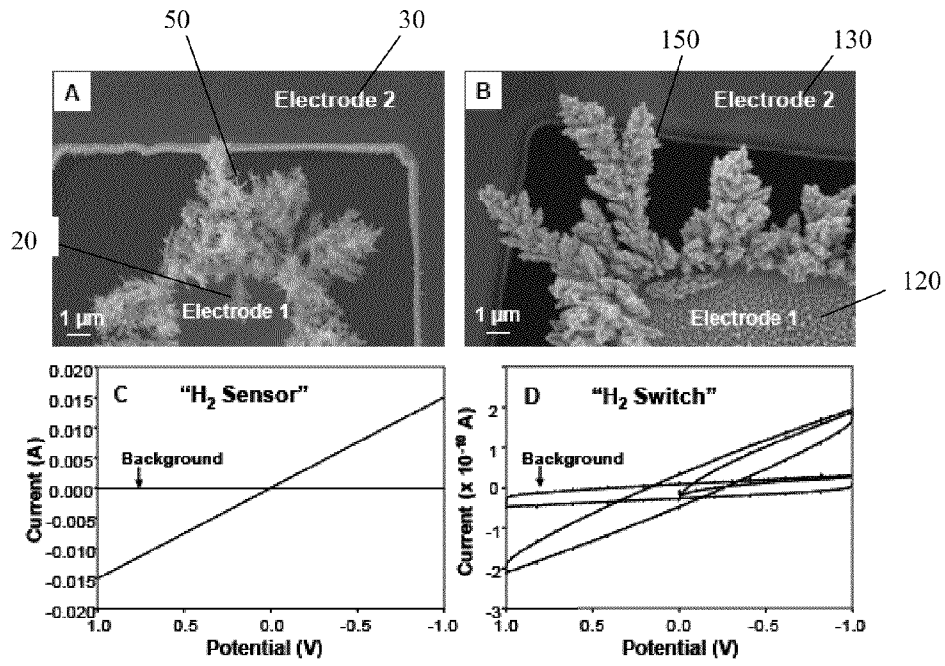 50
30
150
130
A
Electrode 2
B
Electrode 2
20
Electrode 1
1 µm
120
Electrode 1
1 µm
C
"H2 Sensor"
Background
Current (A)
0.020
0.015
0.010
0.005
0.000
-0.005
-0.010
-0.015
-0.020
1.0
0.5
0.0
-0.5
-1.0
Potential (V)
D
"H2 Switch"
Background
Current (x 10⁻¹⁰ A)
2
1
0
-1
-2
-3
1.0
0.5
0.0
-0.5
-1.0
Potential (V)